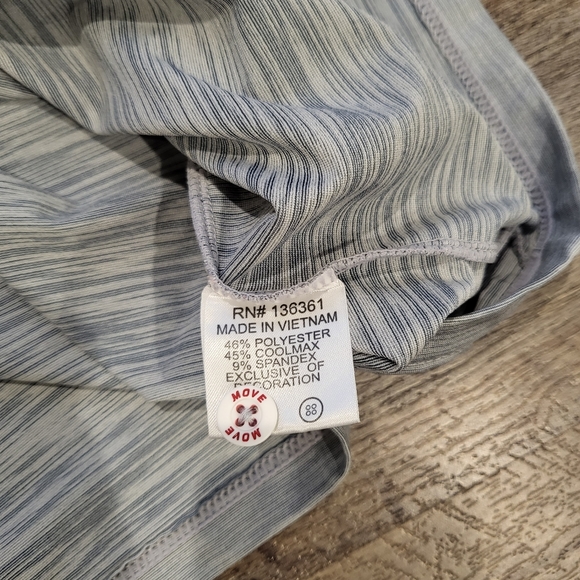 RN# 136361
MADE IN VIETNAM
46% POLYESTER
45% COOLMAX
9% SPANDEX
EXCLUSIVE OF
DECORATION
MOVE
MOVE